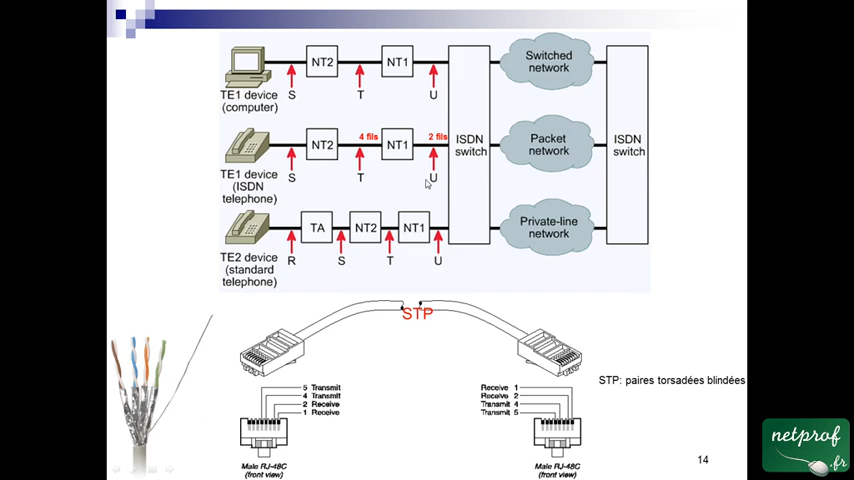 NT2
NT1
Switched
network
TE1 device
(computer)
S
T
U
4 fils
2 fils
NT2
NT1
ISDN
switch
Packet
network
ISDN
switch
TE1 device
(ISDN
telephone)
S
T
U
TA
NT2
NT1
Private-line
network
TE2 device
(standard
telephone)
R
S
T
U
STP
STP: paires torsadées blindées
5 Transmit
4 Transmit
2 Receive
1 Receive
Receive 1
Receive 2
Transmit 4
Transmit 5
Male RJ-48C
(front view)
Male RJ-48C
(front view)
14
netprof
.fr